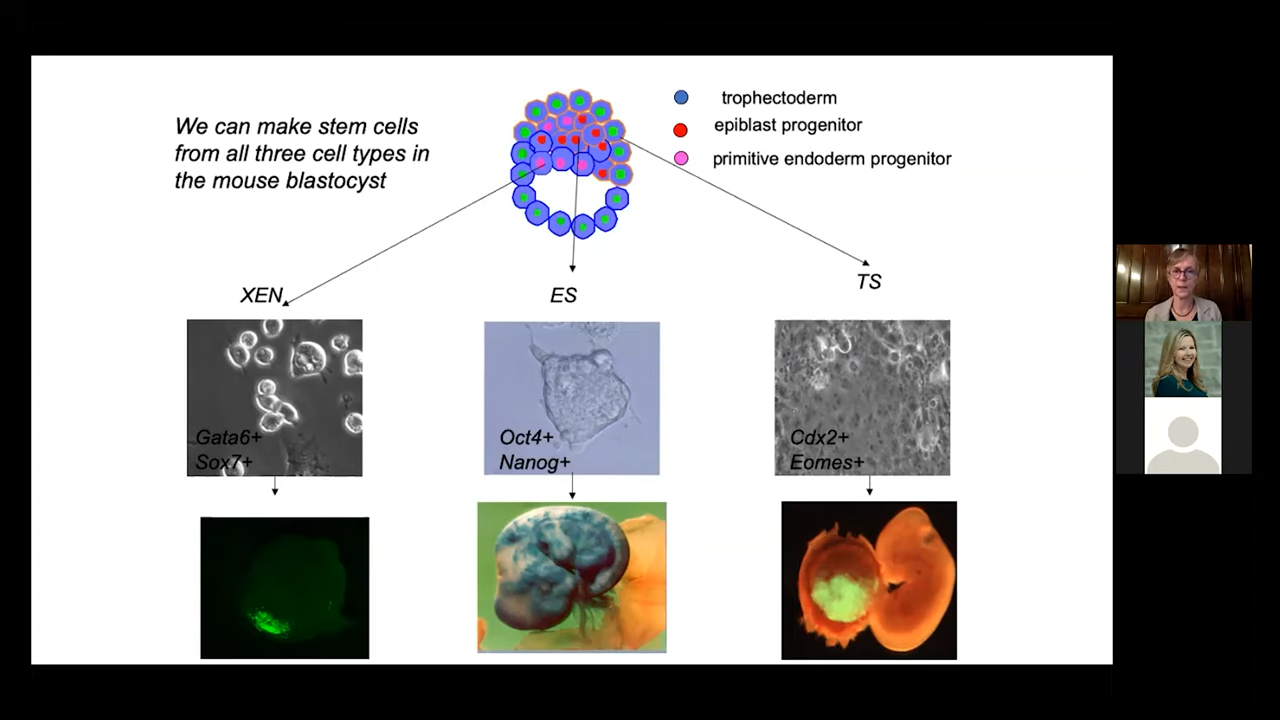 We can make stem cells
from all three cell types in
the mouse blastocyst
trophectoderm
epiblast progenitor
primitive endoderm progenitor
XEN
ES
TS
Gata6+
Sox7+
Oct4+
Nanog+
Cdx2+
Eomes+